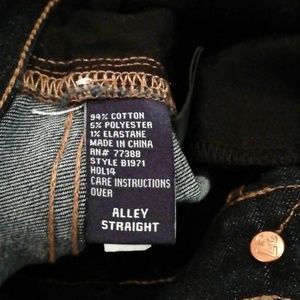 94% COTTON
5% POLYESTER
1% ELASTANE
MADE IN CHINA
RN# 77388
STYLE B1971
HOL14
CARE INSTRUCTIONS
OVER
ALLEY
STRAIGHT